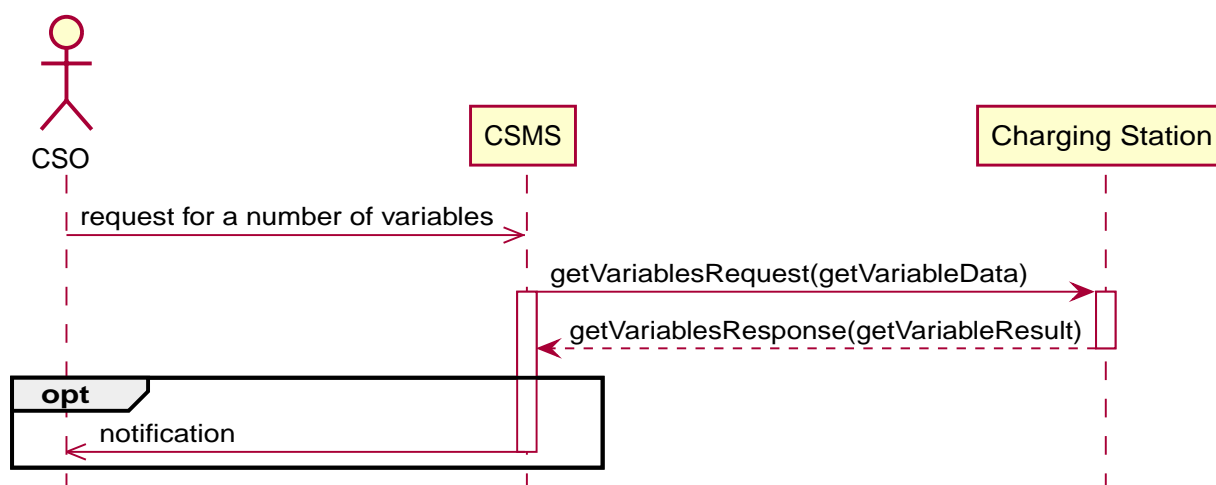 CSO
CSMS
Charging Station
request for a number of variables
getVariablesRequest(getVariableData)
getVariablesResponse(getVariableResult)
opt
notification